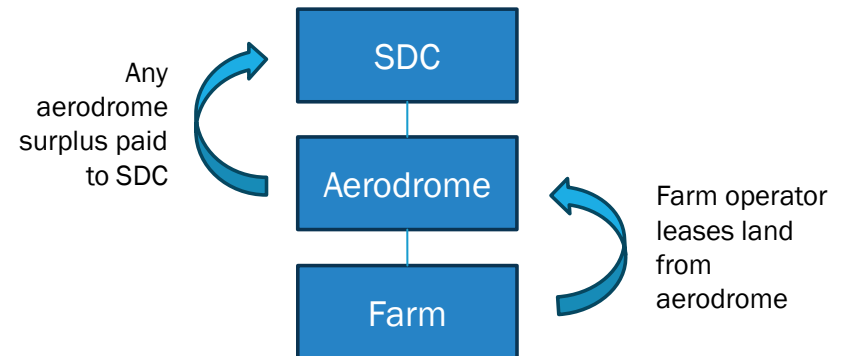 SDC
Any
aerodrome
surplus paid
to SDC
Aerodrome
Farm operator
leases land
from
aerodrome
Farm